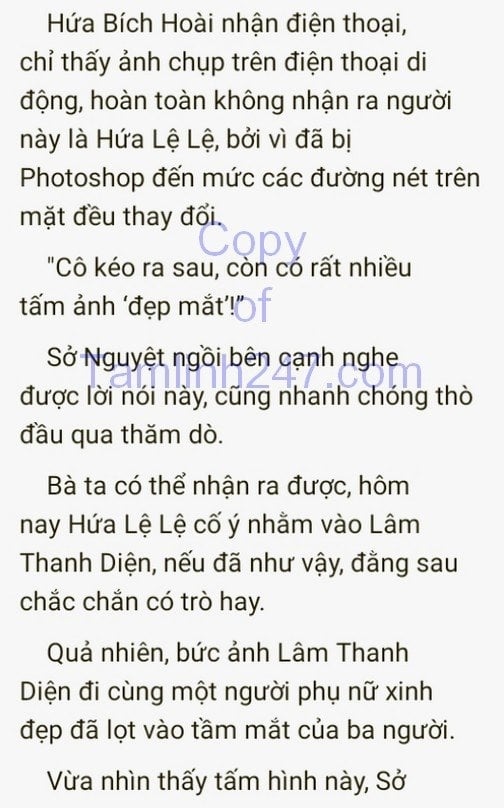 Hứa Bích Hoài nhận điện thoại,
chỉ thấy ảnh chụp trên điện thoại di
động, hoàn toàn không nhận ra người
này là Hứa Lệ Lệ, bởi vì đã bị
Photoshop đến mức các đường nét trên
mặt đều thay đổi.
Copy
"Cô kéo ra sau, còn có rất nhiều
tấm ảnh ‘đẹp mắt’!"
of
Sở Nguyệt ngồi bên cạnh nghe
Tamlinh247.com
được lời nói này, cũng nhanh chóng thò
đầu qua thăm dò.
Bà ta có thể nhận ra được, hôm
nay Hứa Lệ Lệ cố ý nhằm vào Lâm
Thanh Diện, nếu đã như vậy, đằng sau
chắc chắn có trò hay.
Quả nhiên, bức ảnh Lâm Thanh
Diện đi cùng một người phụ nữ xinh
đẹp đã lọt vào tầm mắt của ba người.
Vừa nhìn thấy tấm hình này, Sở